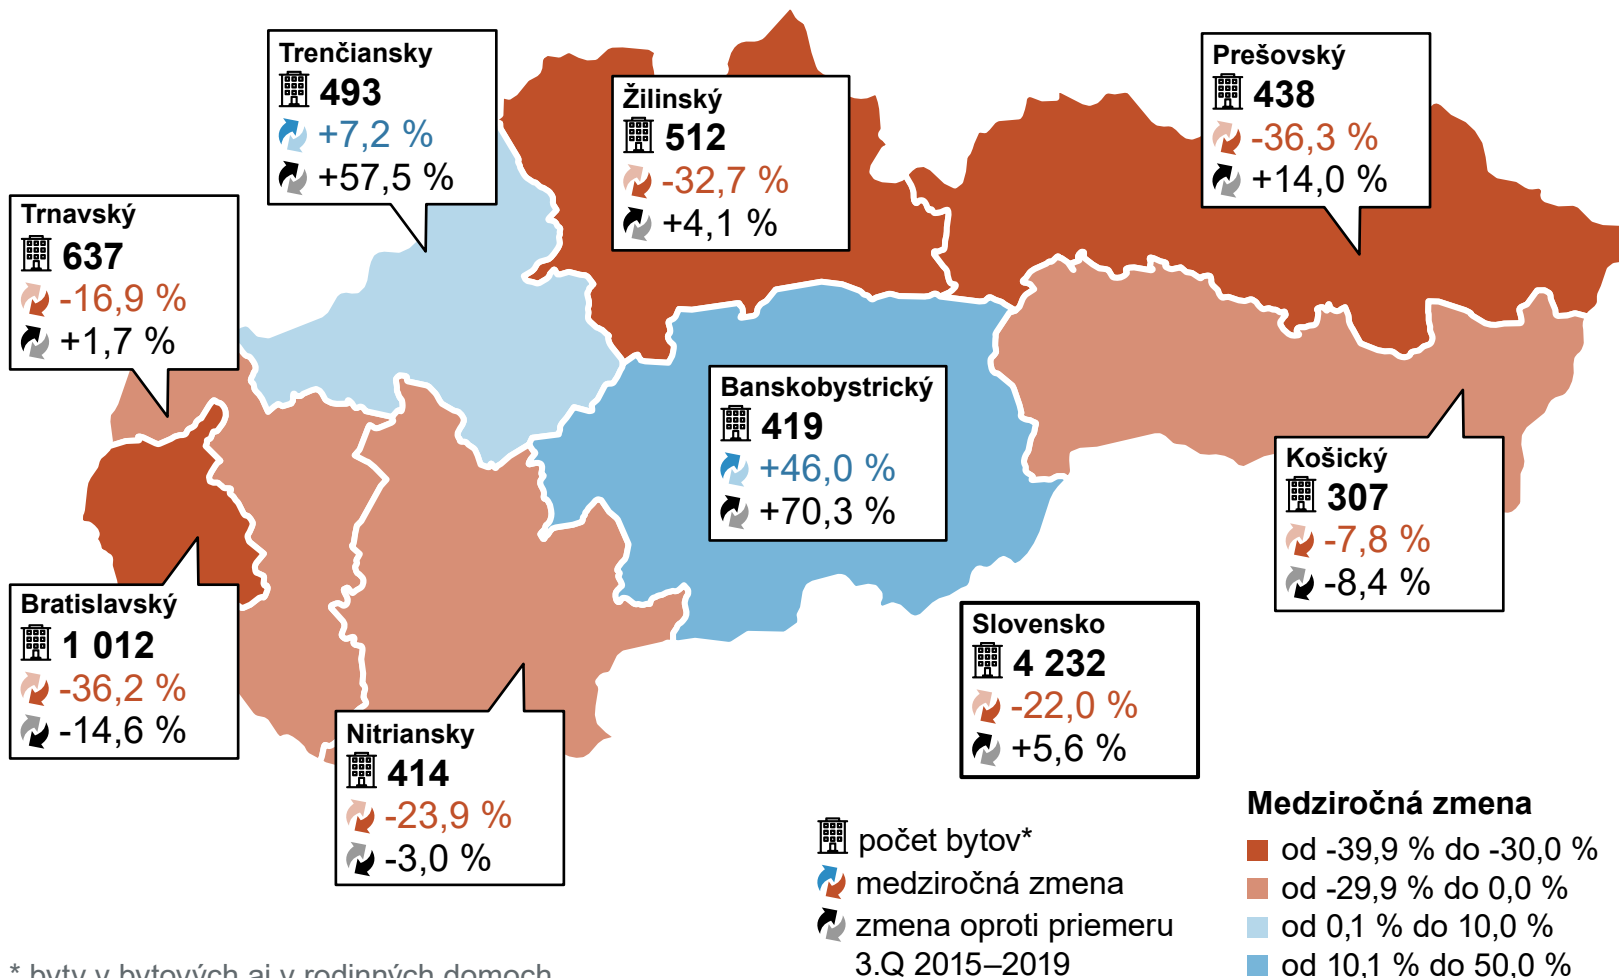 Trenčiansky
493
+7,2 %
+57,5 %
Žilinský
512
-32,7 %
+4,1 %
Prešovský
438
-36,3 %
+14,0 %
Trnavský
637
-16,9 %
+1,7 %
Banskobystrický
419
+46,0 %
+70,3 %
Košický
307
-7,8 %
-8,4 %
Bratislavský
1 012
-36,2 %
-14,6 %
Nitriansky
414
-23,9 %
-3,0 %
Slovensko
4 232
-22,0 %
+5,6 %
počet bytov*
medziročná zmena
zmena oproti priemeru
3.Q 2015–2019
Medziročná zmena
od -39,9 % do -30,0 %
od -29,9 % do 0,0 %
od 0,1 % do 10,0 %
od 10,1 % do 50,0 %
* byty v bytových aj v rodinných domoch